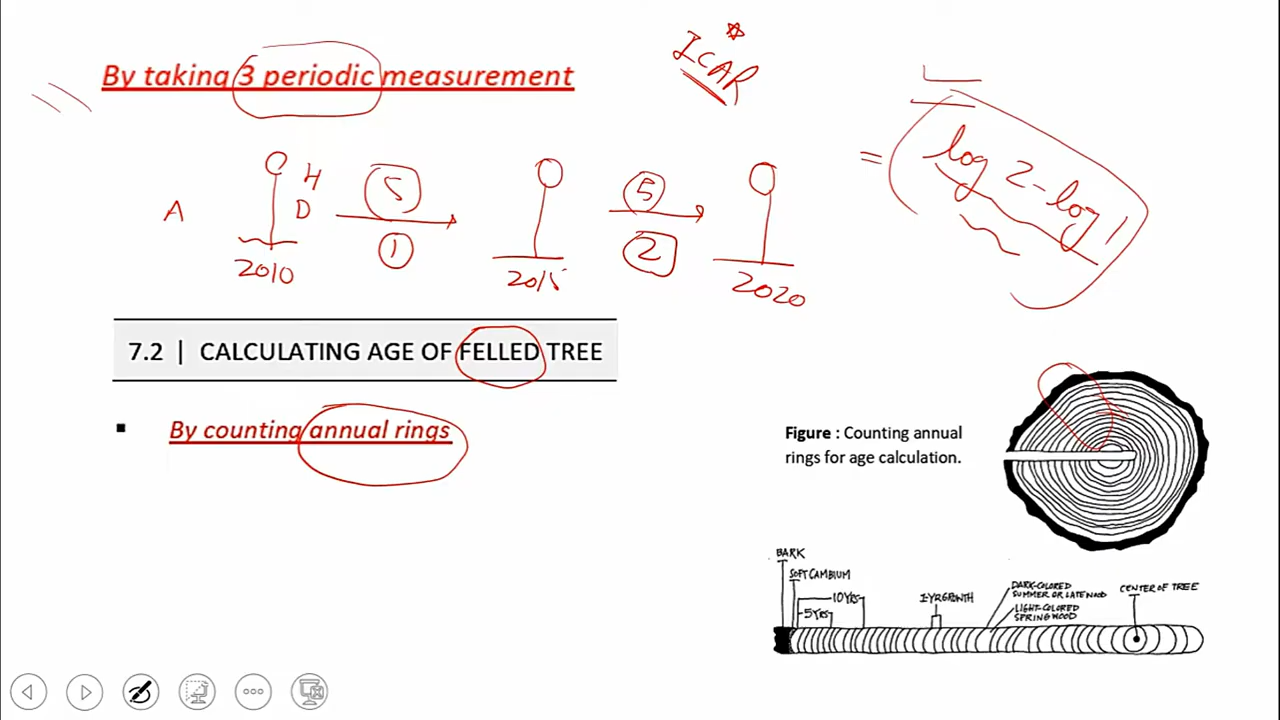 By taking 3 periodic measurement
ICAR
= log 2 - log 1
A
H
D
5
1
2010
5
2
2015
2020
7.2 | CALCULATING AGE OF FELLED TREE
▪ By counting annual rings
Figure : Counting annual
rings for age calculation.
BARK
SOFT CAMBIUM
10 YRS
5 YRS
1-YR GROWTH
DARK-COLORED
SUMMER OR LATEWOOD
LIGHT-COLORED
SPRING WOOD
CENTER OF TREE